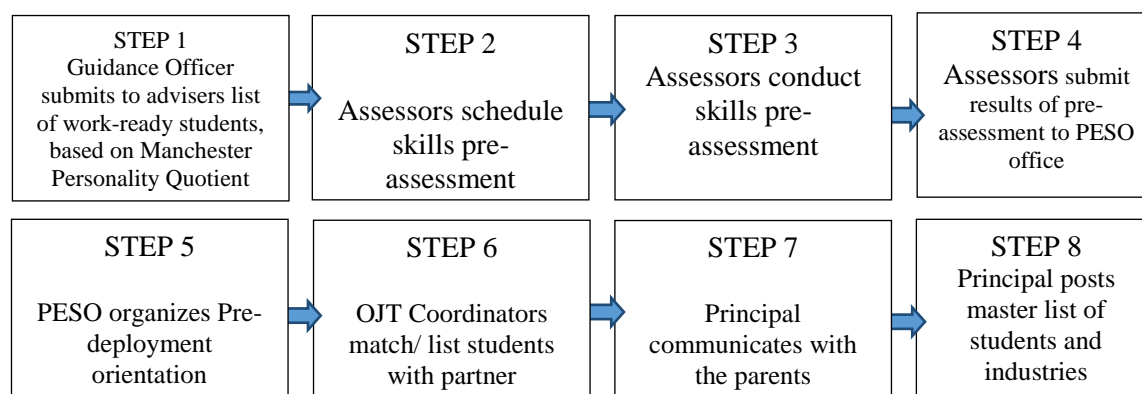 STEP 1
Guidance Officer
submits to advisers list
of work-ready students,
based on Manchester
Personality Quotient
STEP 2
Assessors schedule
skills pre-
assessment
STEP 3
Assessors conduct
skills pre-
assessment
STEP 4
Assessors submit
results of pre-
assessment to PESO
office
STEP 5
PESO organizes Pre-
deployment
orientation
STEP 6
OJT Coordinators
match/ list students
with partner
STEP 7
Principal
communicates with
the parents
STEP 8
Principal posts
master list of
students and
industries